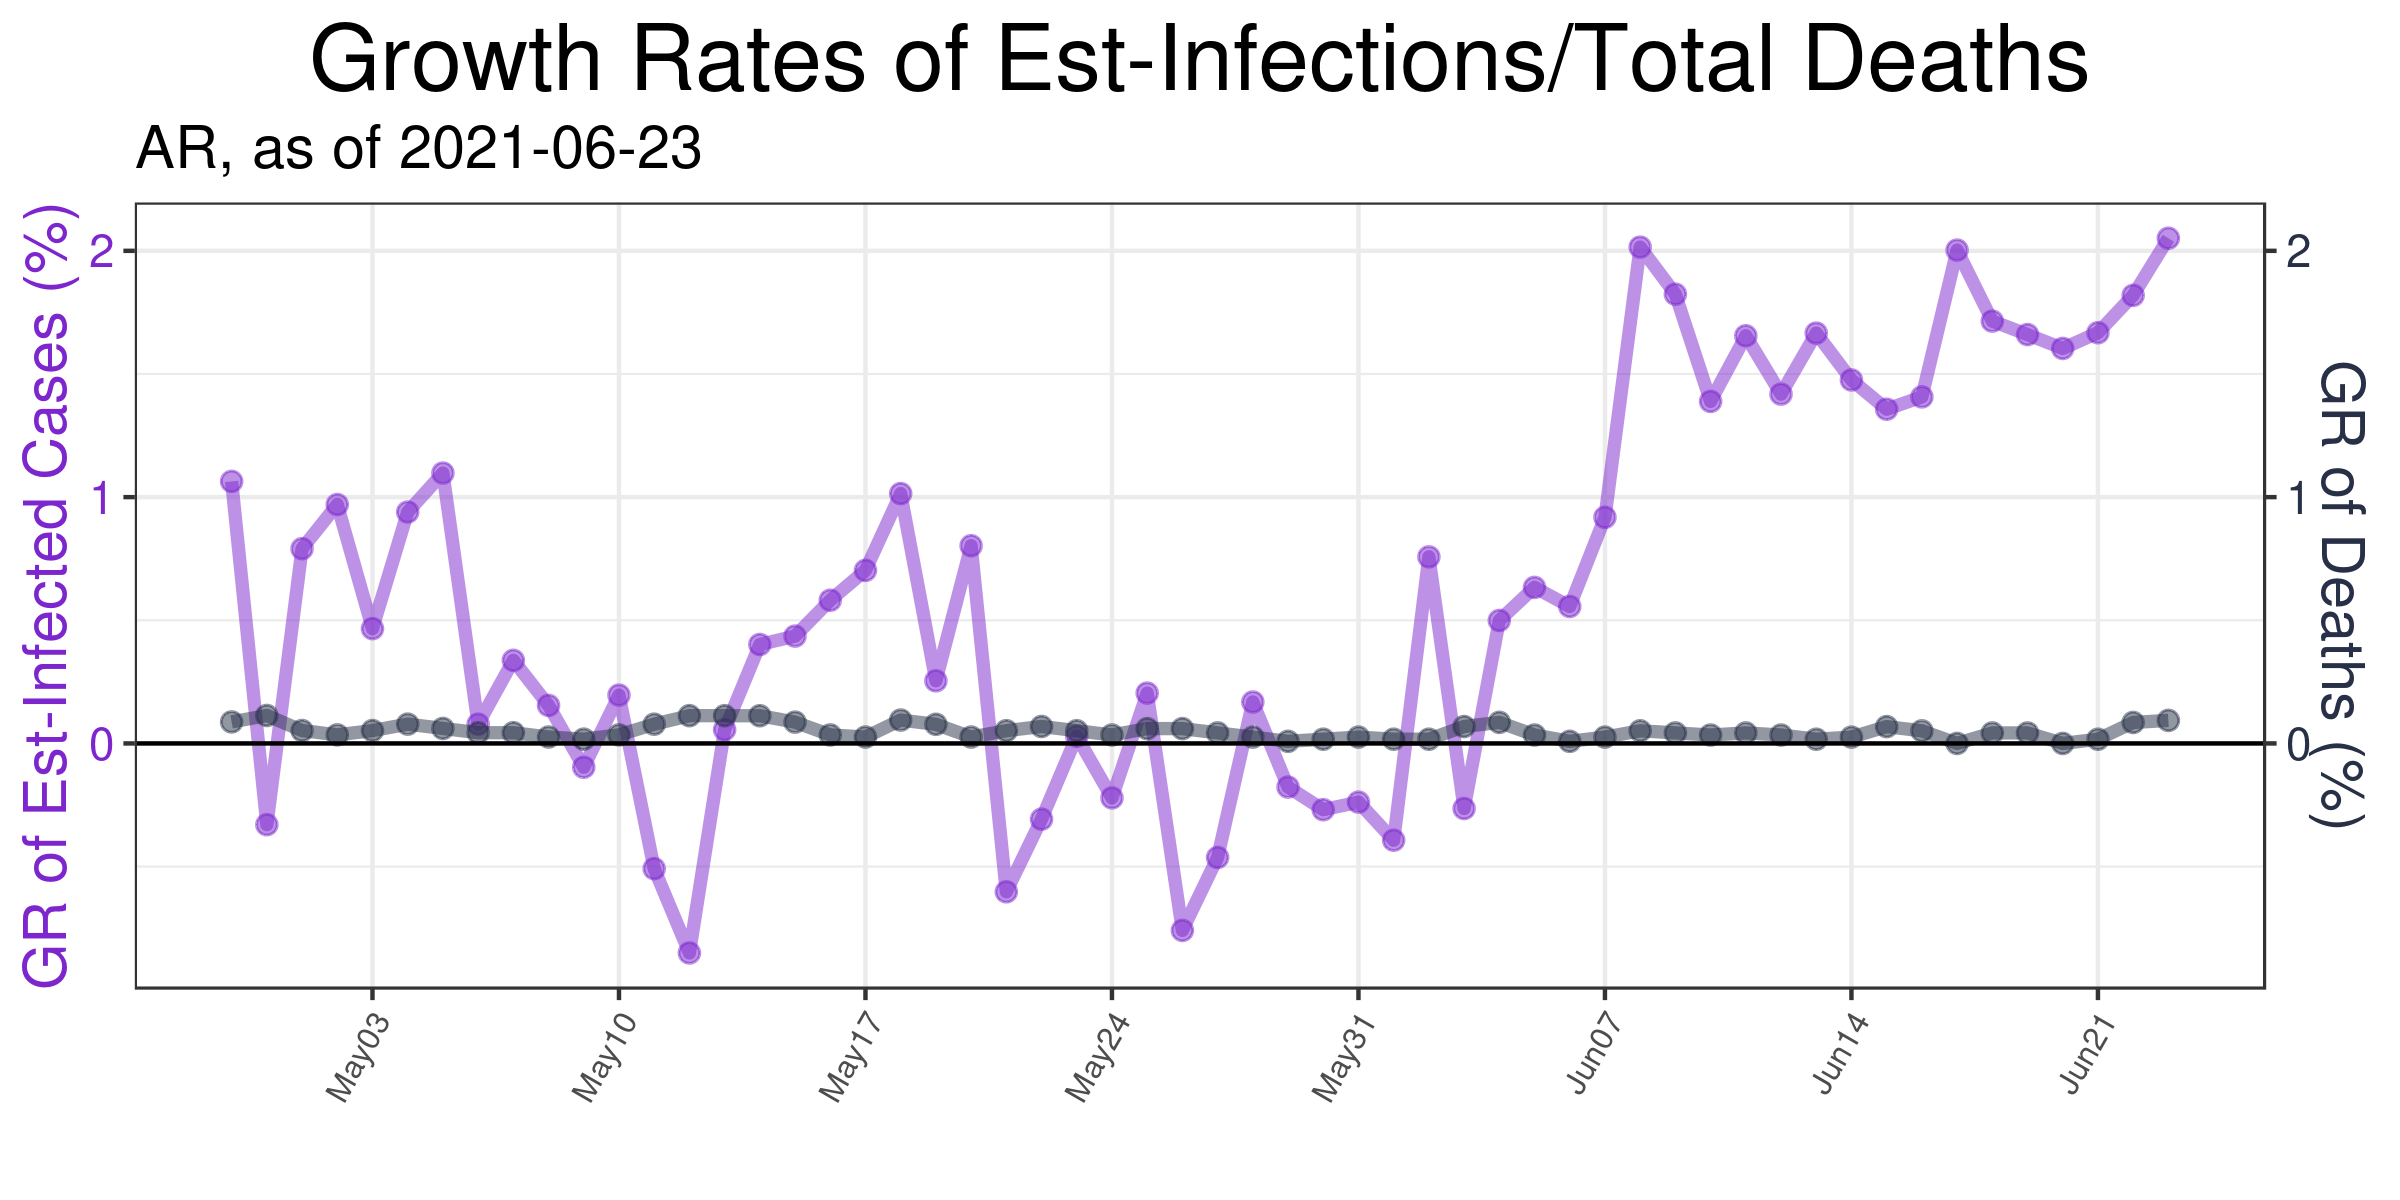 Growth Rates of Est-Infections/Total Deaths
AR, as of 2021-06-23
GR of Est-Infected Cases (%)
2
1
0
2
1
0
GR of Deaths (%)
May03
May10
May17
May24
May31
Jun07
Jun14
Jun21